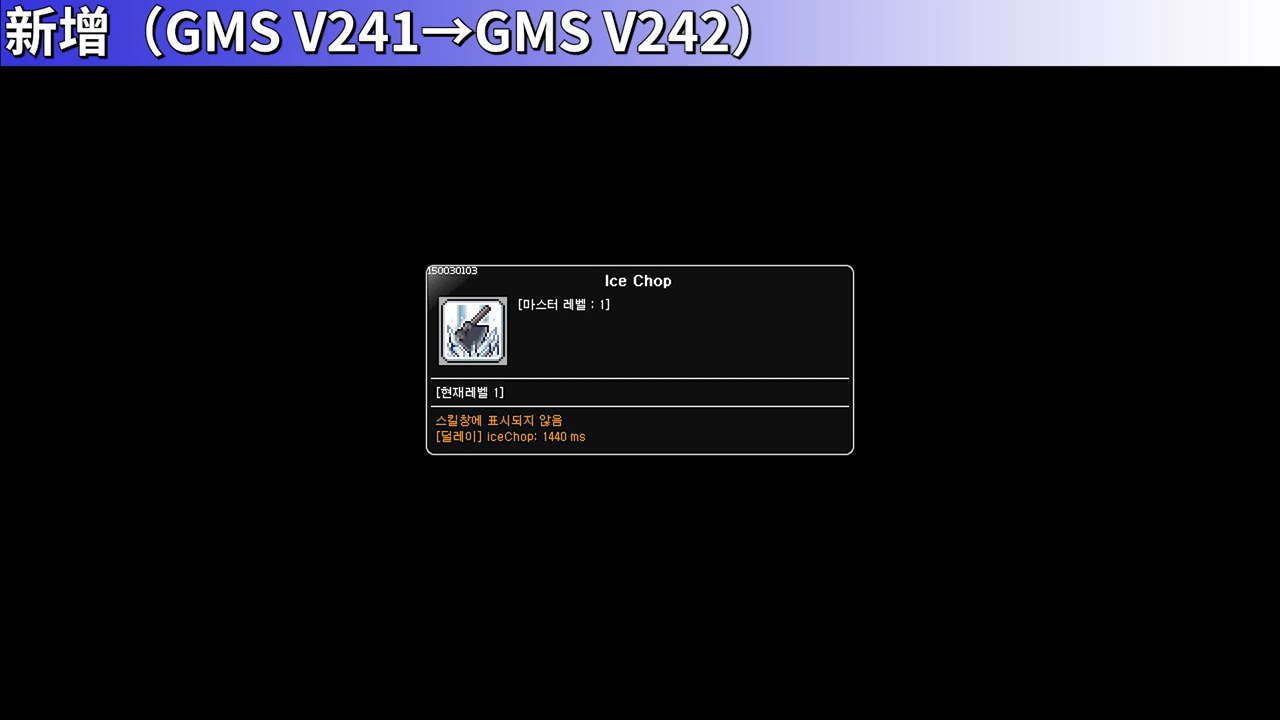 新增（GMS V241→GMS V242）
150030103
Ice Chop
[마스터 레벨 : 1]
[현재레벨 1]
스킬창에 표시되지 않음
[딜레이] iceChop: 1440 ms